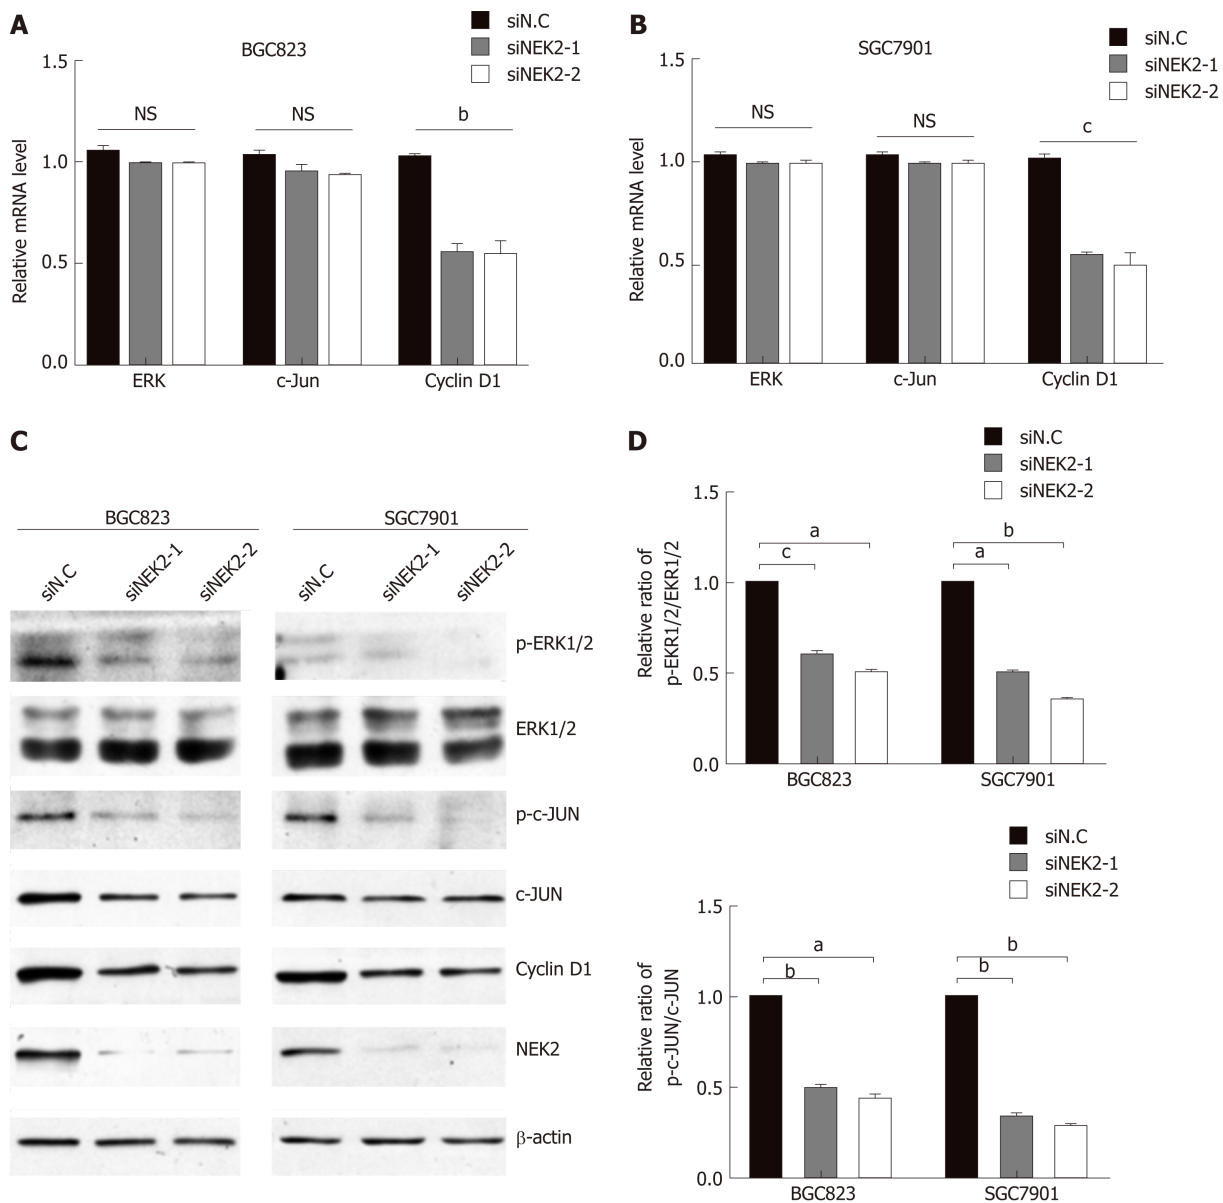 A
BGC823
siN.C
siNEK2-1
siNEK2-2
Relative mRNA level
1.5
1.0
0.5
0.0
NS
NS
b
ERK
c-Jun
Cyclin D1
B
SGC7901
siN.C
siNEK2-1
siNEK2-2
Relative mRNA level
1.5
1.0
0.5
0.0
NS
NS
c
ERK
c-Jun
Cyclin D1
C
BGC823
SGC7901
siN.C
siNEK2-1
siNEK2-2
siN.C
siNEK2-1
siNEK2-2
p-ERK1/2
ERK1/2
p-c-JUN
c-JUN
Cyclin D1
NEK2
β-actin
D
siN.C
siNEK2-1
siNEK2-2
Relative ratio of
p-EKR1/2/EKR1/2
1.5
1.0
0.5
0.0
a
c
b
a
BGC823
SGC7901
siN.C
siNEK2-1
siNEK2-2
Relative ratio of
p-c-JUN/c-JUN
1.5
1.0
0.5
0.0
a
b
b
b
BGC823
SGC7901